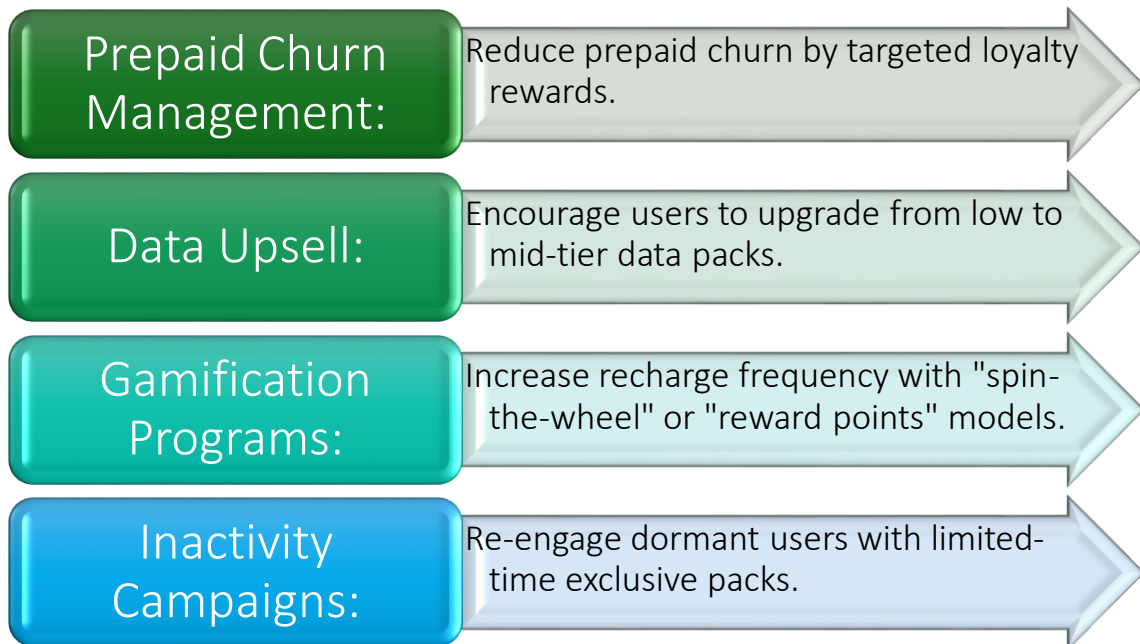 Prepaid Churn
Management:
Reduce prepaid churn by targeted loyalty
rewards.
Data Upsell:
Encourage users to upgrade from low to
mid-tier data packs.
Gamification
Programs:
Increase recharge frequency with "spin-
the-wheel" or "reward points" models.
Inactivity
Campaigns:
Re-engage dormant users with limited-
time exclusive packs.